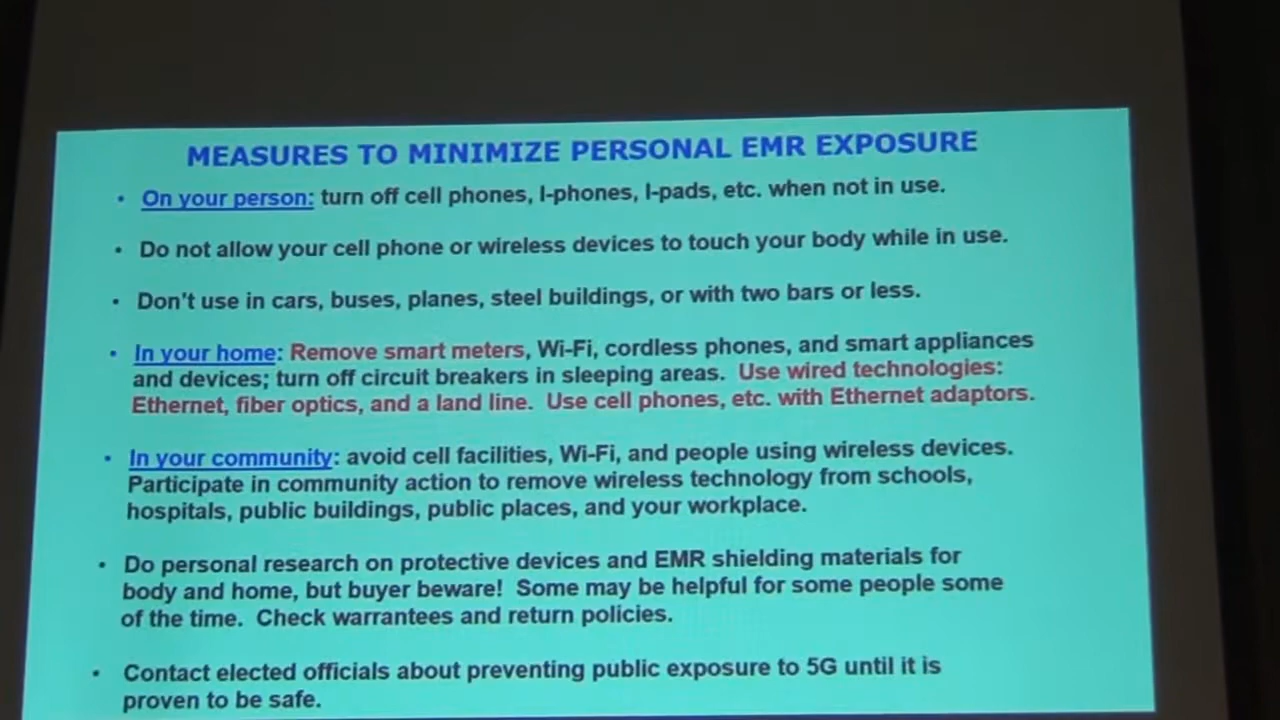 MEASURES TO MINIMIZE PERSONAL EMR EXPOSURE
• On your person: turn off cell phones, I-phones, I-pads, etc. when not in use.
• Do not allow your cell phone or wireless devices to touch your body while in use.
• Don't use in cars, buses, planes, steel buildings, or with two bars or less.
• In your home: Remove smart meters, Wi-Fi, cordless phones, and smart appliances
and devices; turn off circuit breakers in sleeping areas. Use wired technologies:
Ethernet, fiber optics, and a land line. Use cell phones, etc. with Ethernet adaptors.
• In your community: avoid cell facilities, Wi-Fi, and people using wireless devices.
Participate in community action to remove wireless technology from schools,
hospitals, public buildings, public places, and your workplace.
• Do personal research on protective devices and EMR shielding materials for
body and home, but buyer beware! Some may be helpful for some people some
of the time. Check warrantees and return policies.
• Contact elected officials about preventing public exposure to 5G until it is
proven to be safe.